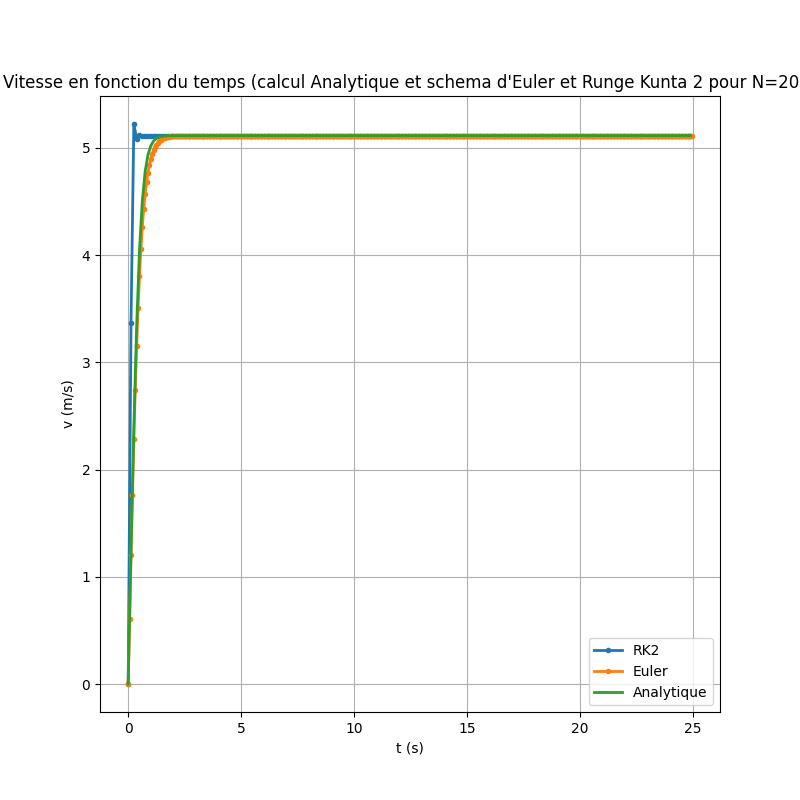 Vitesse en fonction du temps (calcul Analytique et schema d'Euler et Runge Kunta 2 pour N=20
v (m/s)
5
4
3
2
1
0
0 5 10 15 20 25
t (s)
RK2
Euler
Analytique